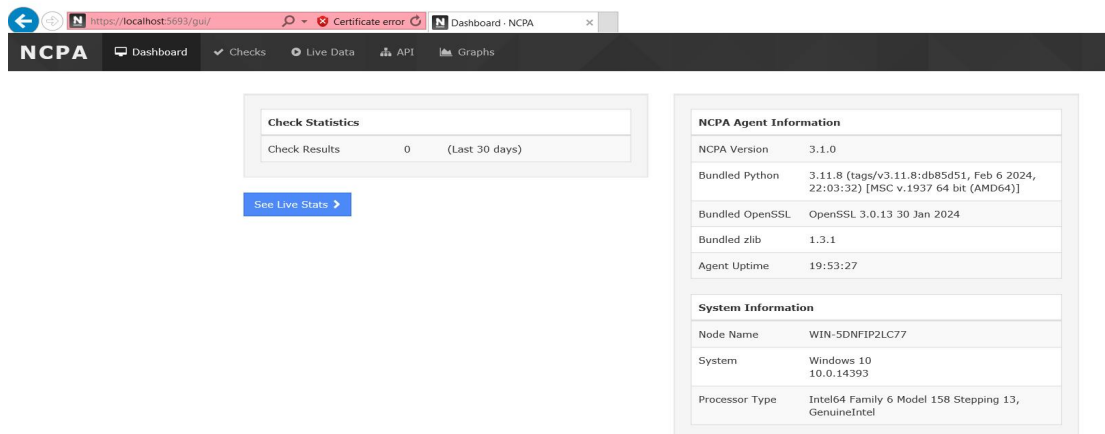 https://localhost:5693/gui/
Certificate error
Dashboard · NCPA
NCPA
Dashboard
Checks
Live Data
API
Graphs
Check Statistics
Check Results 0 (Last 30 days)
See Live Stats
NCPA Agent Information
NCPA Version 3.1.0
Bundled Python 3.11.8 (tags/v3.11.8:db85d51, Feb 6 2024,
22:03:32) [MSC v.1937 64 bit (AMD64)]
Bundled OpenSSL OpenSSL 3.0.13 30 Jan 2024
Bundled zlib 1.3.1
Agent Uptime 19:53:27
System Information
Node Name WIN-5DNFIP2LC77
System Windows 10
10.0.14393
Processor Type Intel64 Family 6 Model 158 Stepping 13,
GenuineIntel